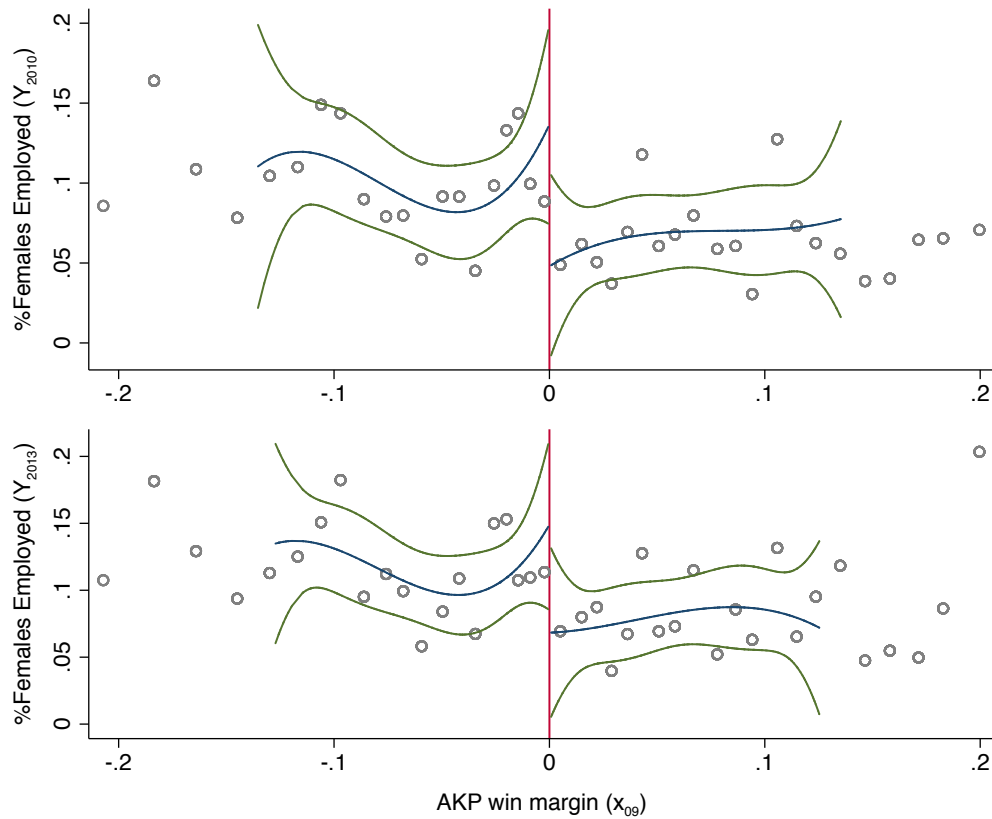 %Females Employed (Y2010)
.2
.15
.1
.05
0
-.2 -.1 0 .1 .2
%Females Employed (Y2013)
.2
.15
.1
.05
0
-.2 -.1 0 .1 .2
AKP win margin (x09)